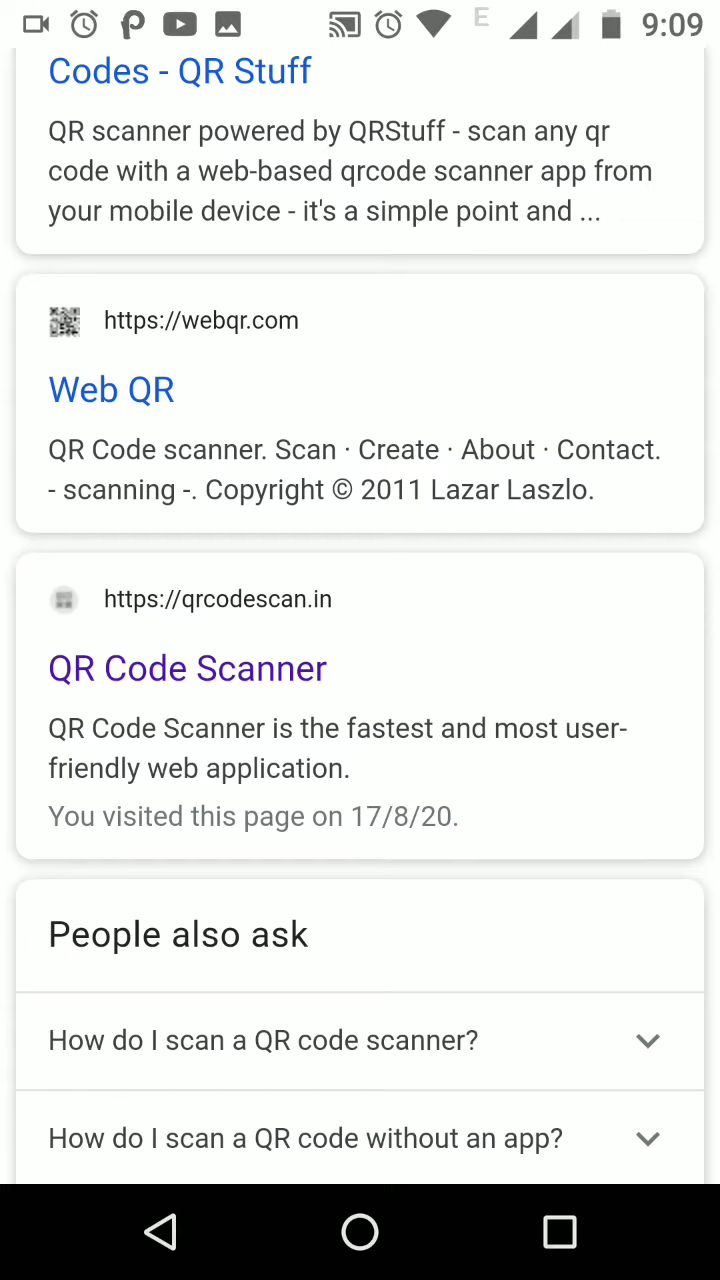 E 9:09
Codes - QR Stuff
QR scanner powered by QRStuff - scan any qr
code with a web-based qrcode scanner app from
your mobile device - it's a simple point and ...
https://webqr.com
Web QR
QR Code scanner. Scan · Create · About · Contact.
- scanning -. Copyright © 2011 Lazar Laszlo.
https://qrcodescan.in
QR Code Scanner
QR Code Scanner is the fastest and most user-
friendly web application.
You visited this page on 17/8/20.
People also ask
How do I scan a QR code scanner?
How do I scan a QR code without an app?